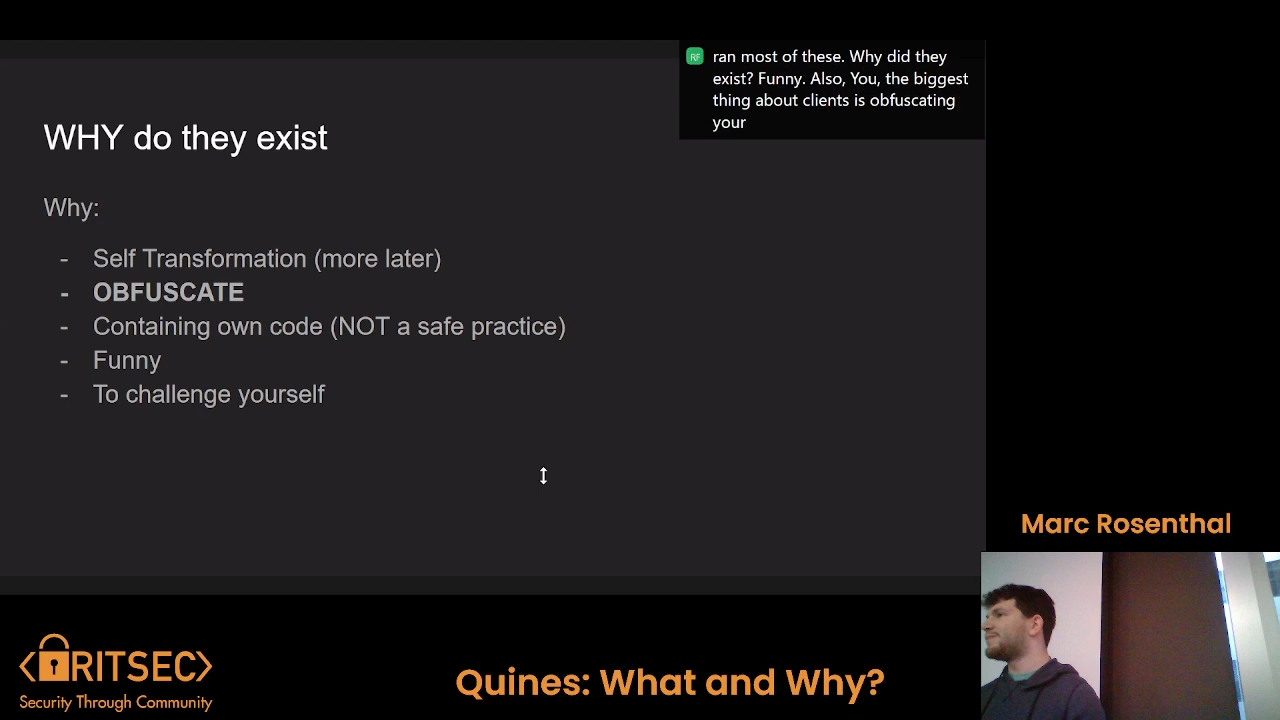 RF
ran most of these. Why did they
exist? Funny. Also, You, the biggest
thing about clients is obfuscating
your
WHY do they exist
Why:
- Self Transformation (more later)
- OBFUSCATE
- Containing own code (NOT a safe practice)
- Funny
- To challenge yourself
Marc Rosenthal
<RITSEC>
Security Through Community
Quines: What and Why?